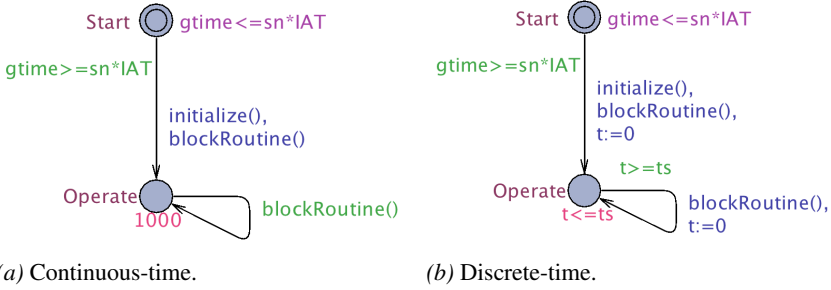 Start
gtime<=sn*IAT
gtime>=sn*IAT
initialize(),
blockRoutine()
Operate
1000
blockRoutine()
(a) Continuous-time.
Start
gtime<=sn*IAT
gtime>=sn*IAT
initialize(),
blockRoutine(),
t:=0
t>=ts
Operate
t<=ts
blockRoutine(),
t:=0
(b) Discrete-time.